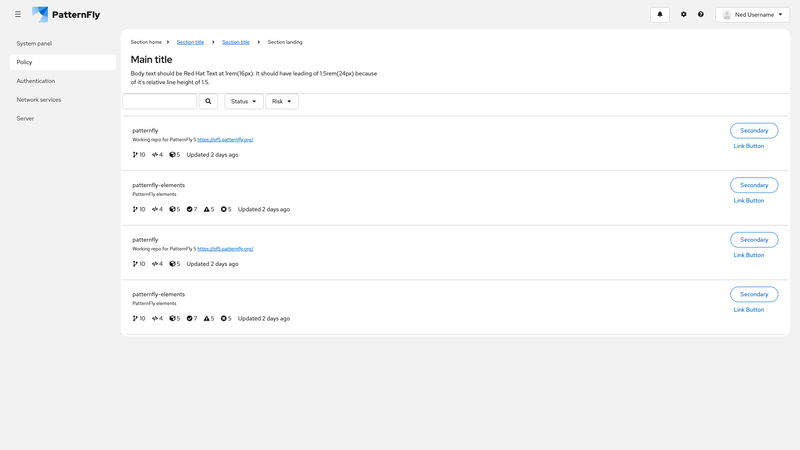 PatternFly
Ned Username
System panel
Policy
Authentication
Network services
Server
Section home Section title Section title Section landing
Main title
Body text should be Red Hat Text at 1rem(16px). It should have leading of 1.5rem(24px) because
of it's relative line height of 1.5.
Status Risk
patternfly
Working repo for PatternFly 5 https://pf5.patternfly.org/
10 4 5 Updated 2 days ago
Secondary
Link Button
patternfly-elements
PatternFly elements
10 4 5 7 5 5 Updated 2 days ago
Secondary
Link Button
patternfly
Working repo for PatternFly 5 https://pf5.patternfly.org/
10 4 5 Updated 2 days ago
Secondary
Link Button
patternfly-elements
PatternFly elements
10 4 5 7 5 5 Updated 2 days ago
Secondary
Link Button